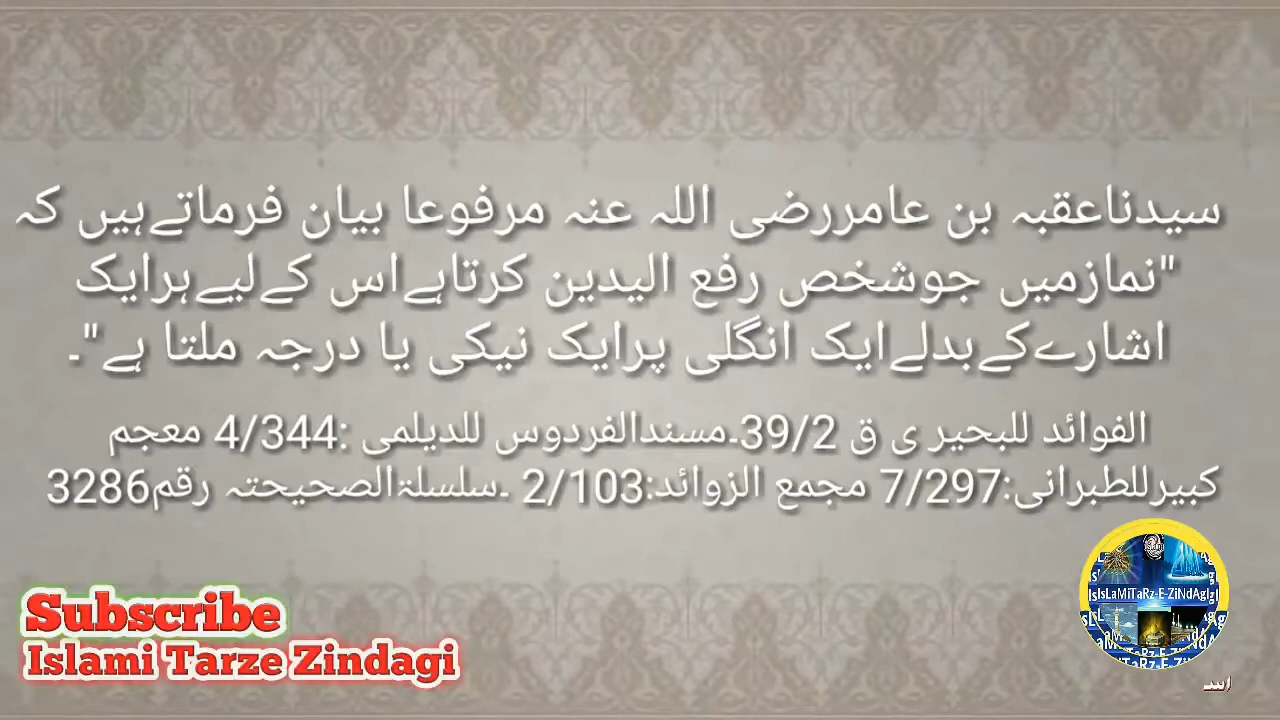 سیدناعقبہ بن عامررضی اللہ عنہ مرفوعا بیان فرماتےہیں کہ
"نمازمیں جوشخص رفع الیدین کرتاہےاس کےلیےہرایک
اشارےکےبدلےایک انگلی پرایک نیکی یا درجہ ملتا ہے"۔
الفوائد للبحیر ی ق 39/2۔مسندالفردوس للدیلمی :4/344 معجم
کبیرللطبرانی:7/297 مجمع الزوائد:2/103 ۔سلسلۃالصحیحتہ رقم3286
Subscribe
Islami Tarze Zindagi
IsLaMiTaRz-E-ZiNdAgI